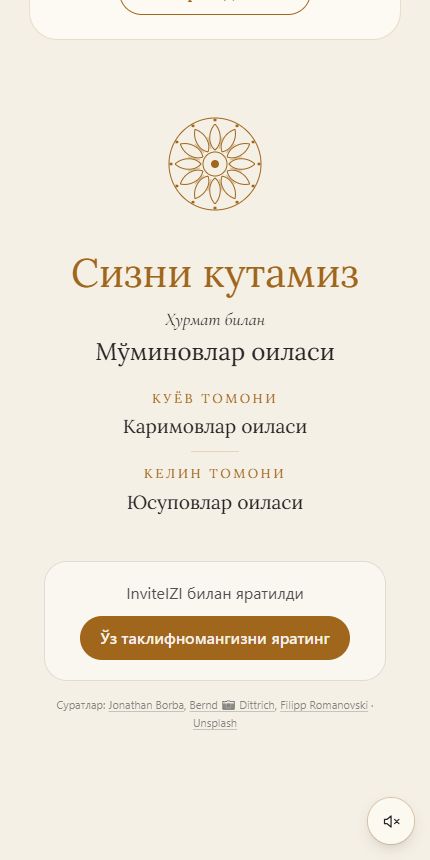 Сизни кутамиз
Ҳурмат билан
Мўминовлар оиласи
КУЁВ ТОМОНИ
Каримовлар оиласи
КЕЛИН ТОМОНИ
Юсуповлар оиласи
InviteIZI билан яратилди
Ўз таклифномангизни яратинг
Суратлар: Jonathan Borba, Bernd 📷 Dittrich, Filipp Romanovski ·
Unsplash